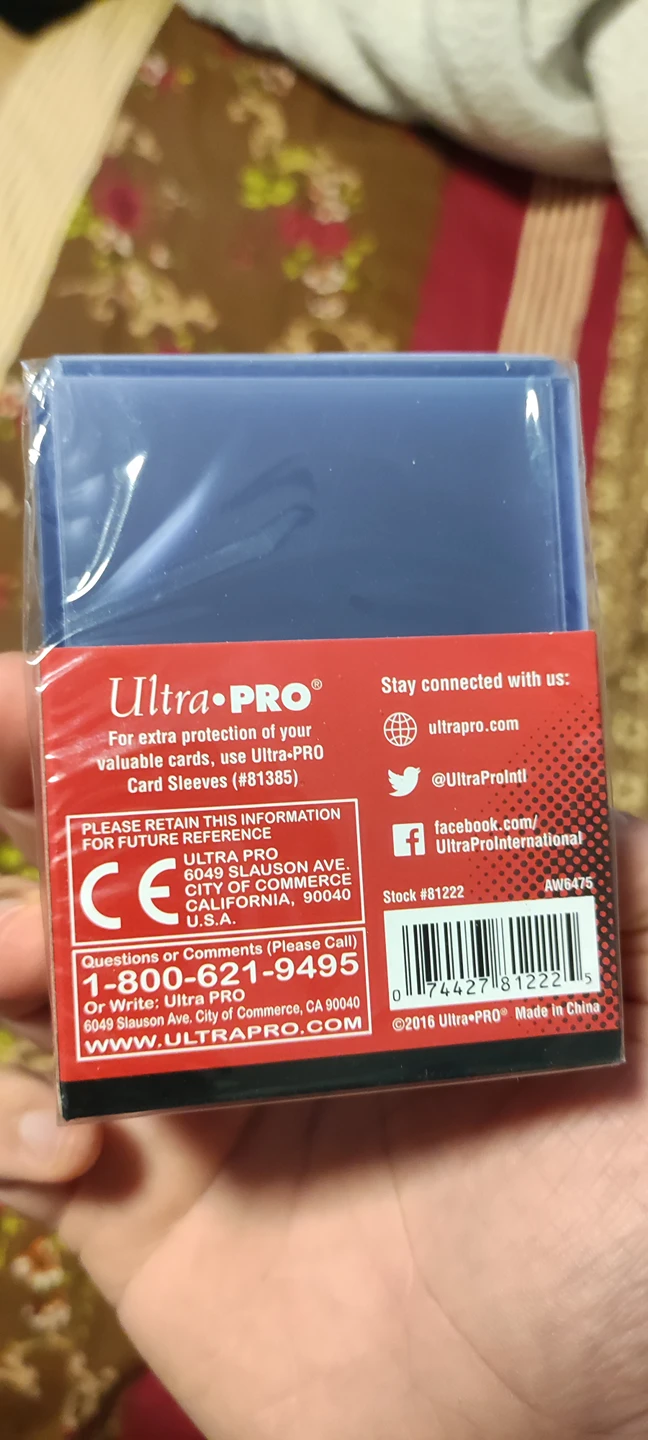 Ultra•PRO®
For extra protection of your
valuable cards, use Ultra•PRO
Card Sleeves (#81385)
PLEASE RETAIN THIS INFORMATION
FOR FUTURE REFERENCE
CE
ULTRA PRO
6049 SLAUSON AVE.
CITY OF COMMERCE
CALIFORNIA, 90040
U.S.A.
Questions or Comments (Please Call)
1-800-621-9495
Or Write: Ultra PRO
6049 Slauson Ave. City of Commerce, CA 90040
WWW.ULTRAPRO.COM
Stay connected with us:
ultrapro.com
@UltraProIntl
facebook.com/
UltraProInternational
Stock #81222
AW6475
0 74427 81222 5
©2016 Ultra•PRO® Made in China